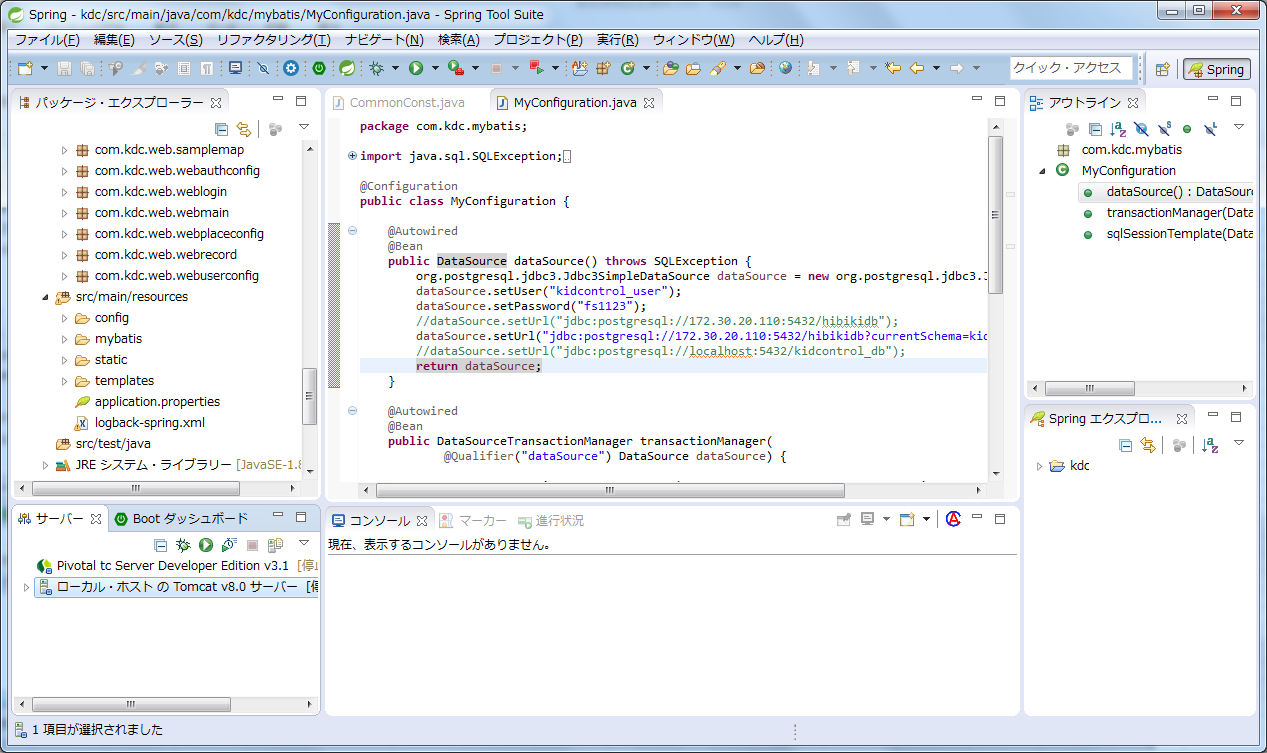 Spring - kdc/src/main/java/com/kdc/mybatis/MyConfiguration.java - Spring Tool Suite
ファイル(F) 編集(E) ソース(S) リファクタリング(T) ナビゲート(N) 検索(A) プロジェクト(P) 実行(R) ウィンドウ(W) ヘルプ(H)
クイック・アクセス
Spring
パッケージ・エクスプローラー
com.kdc.web.samplemap
com.kdc.web.webauthconfig
com.kdc.web.weblogin
com.kdc.web.webmain
com.kdc.web.webplaceconfig
com.kdc.web.webrecord
com.kdc.web.webuserconfig
src/main/resources
config
mybatis
static
templates
application.properties
logback-spring.xml
src/test/java
JRE システム・ライブラリー [JavaSE-1.8
CommonConst.java
MyConfiguration.java
package com.kdc.mybatis;
import java.sql.SQLException;
@Configuration
public class MyConfiguration {
@Autowired
@Bean
public DataSource dataSource() throws SQLException {
org.postgresql.jdbc3.Jdbc3SimpleDataSource dataSource = new org.postgresql.jdbc3.J
dataSource.setUser("kidcontrol_user");
dataSource.setPassword("fs1123");
//dataSource.setUrl("jdbc:postgresql://172.30.20.110:5432/hibikidb");
dataSource.setUrl("jdbc:postgresql://172.30.20.110:5432/hibikidb?currentSchema=kid
//dataSource.setUrl("jdbc:postgresql://localhost:5432/kidcontrol_db");
return dataSource;
}
@Autowired
@Bean
public DataSourceTransactionManager transactionManager(
@Qualifier("dataSource") DataSource dataSource) {
アウトライン
com.kdc.mybatis
MyConfiguration
dataSource() : DataSour
transactionManager(Data
sqlSessionTemplate(Data
Spring エクスプロ...
kdc
サーバー
Boot ダッシュボード
Pivotal tc Server Developer Edition v3.1 [停止
ローカル・ホスト の Tomcat v8.0 サーバー [停
コンソール
マーカー
進行状況
現在、表示するコンソールがありません。
1 項目が選択されました